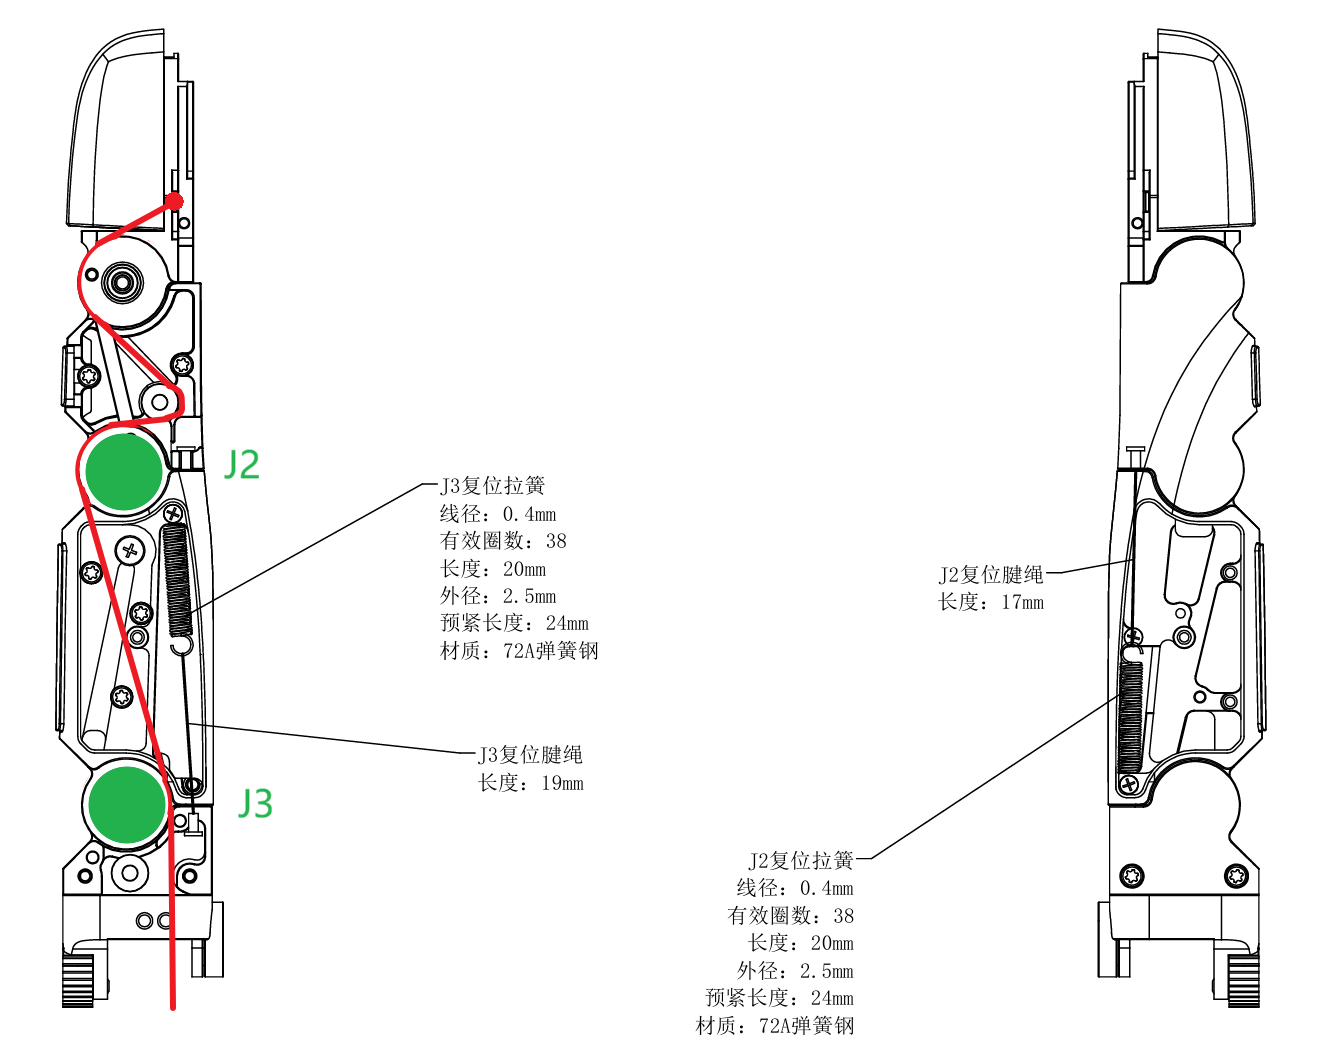 J2
J3复位拉簧
线径：0.4mm
有效圈数：38
长度：20mm
外径：2.5mm
预紧长度：24mm
材质：72A弹簧钢
J3复位腱绳
长度：19mm
J3
J2复位腱绳
长度：17mm
J2复位拉簧
线径：0.4mm
有效圈数：38
长度：20mm
外径：2.5mm
预紧长度：24mm
材质：72A弹簧钢